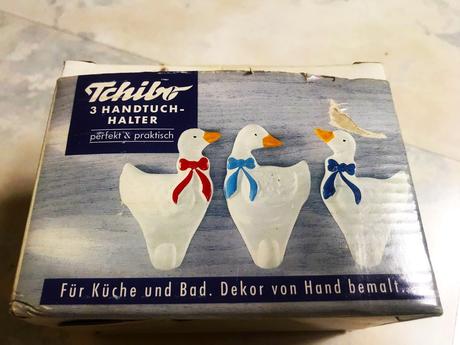 Tchibo
3 HANDTUCH-
HALTER
perfekt & praktisch
Für Küche und Bad. Dekor von Hand bemalt.